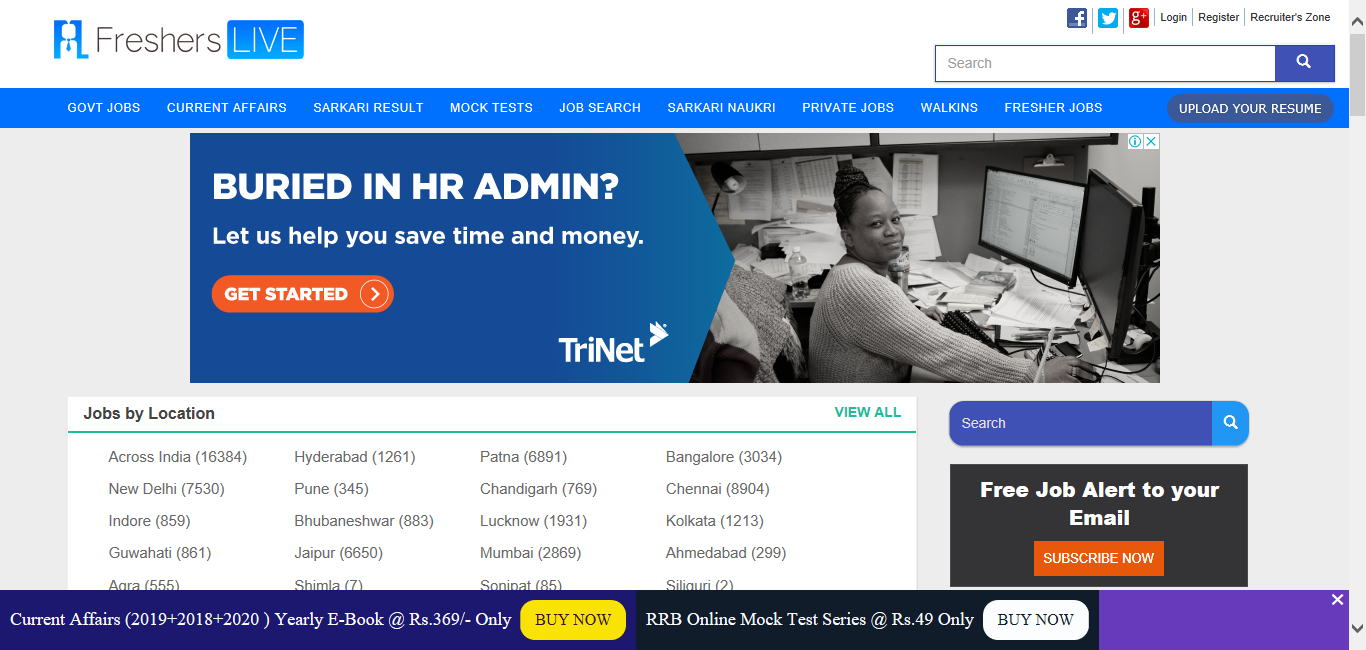 Freshers LIVE
g+
Login Register Recruiter's Zone
Search
GOVT JOBS CURRENT AFFAIRS SARKARI RESULT MOCK TESTS JOB SEARCH SARKARI NAUKRI PRIVATE JOBS WALKINS FRESHER JOBS UPLOAD YOUR RESUME
BURIED IN HR ADMIN?
Let us help you save time and money.
GET STARTED
TriNet
Jobs by Location VIEW ALL
Search
Across India (16384) Hyderabad (1261) Patna (6891) Bangalore (3034)
New Delhi (7530) Pune (345) Chandigarh (769) Chennai (8904)
Indore (859) Bhubaneshwar (883) Lucknow (1931) Kolkata (1213)
Guwahati (861) Jaipur (6650) Mumbai (2869) Ahmedabad (299)
Agra (555) Shimla (7) Sonipat (85) Siliguri (2)
Free Job Alert to your
Email
SUBSCRIBE NOW
Current Affairs (2019+2018+2020 ) Yearly E-Book @ Rs.369/- Only BUY NOW
RRB Online Mock Test Series @ Rs.49 Only BUY NOW